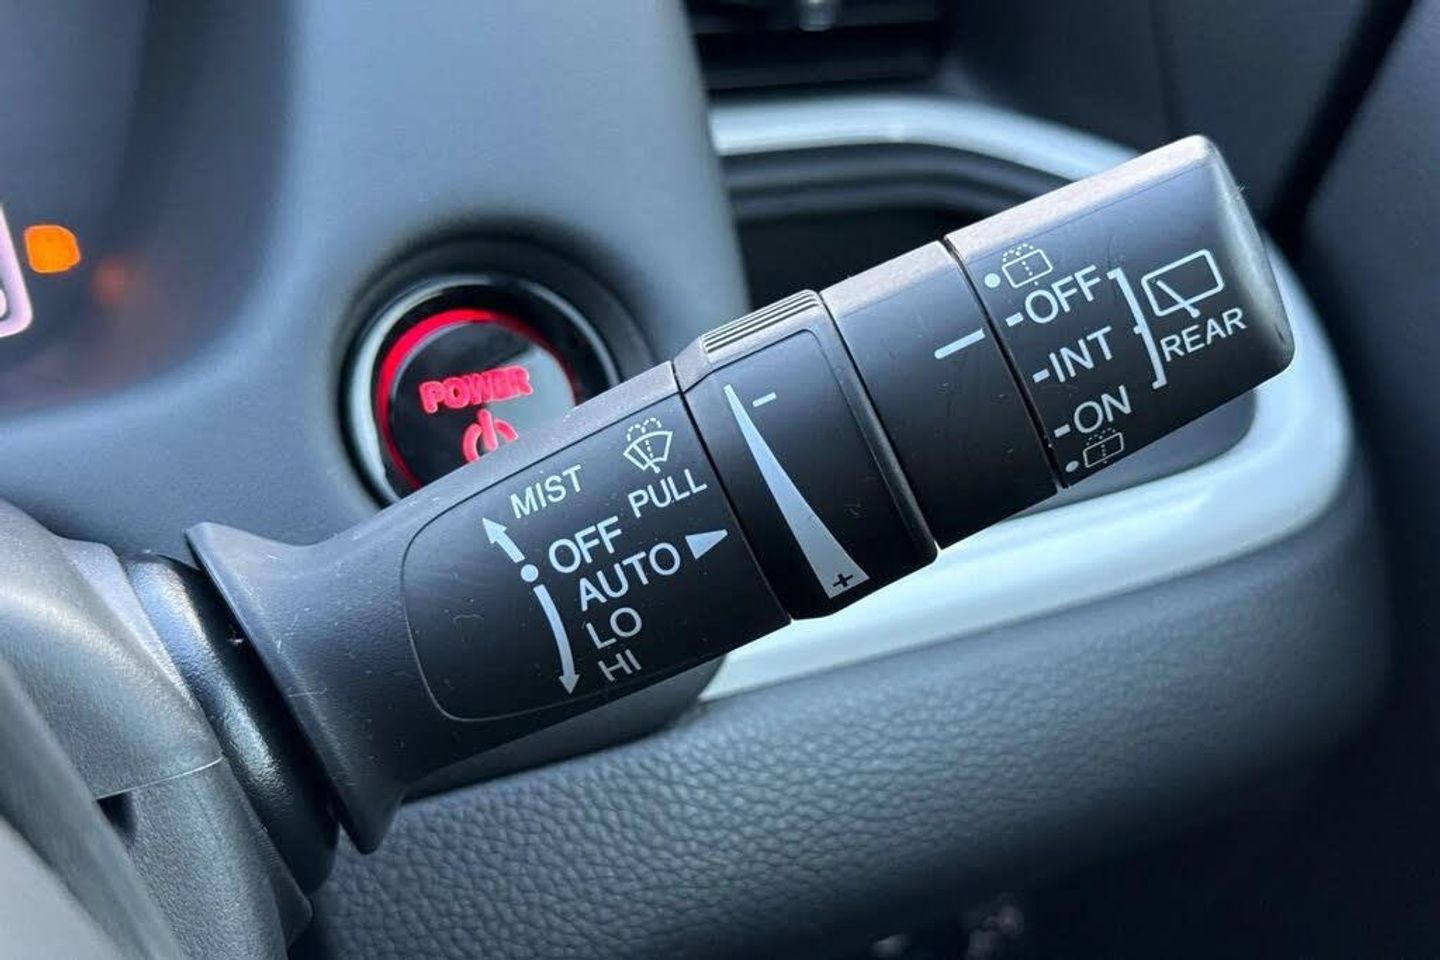 POWER
MIST
PULL
OFF
AUTO
LO
HI
-
+
-OFF
-INT
-ON
REAR